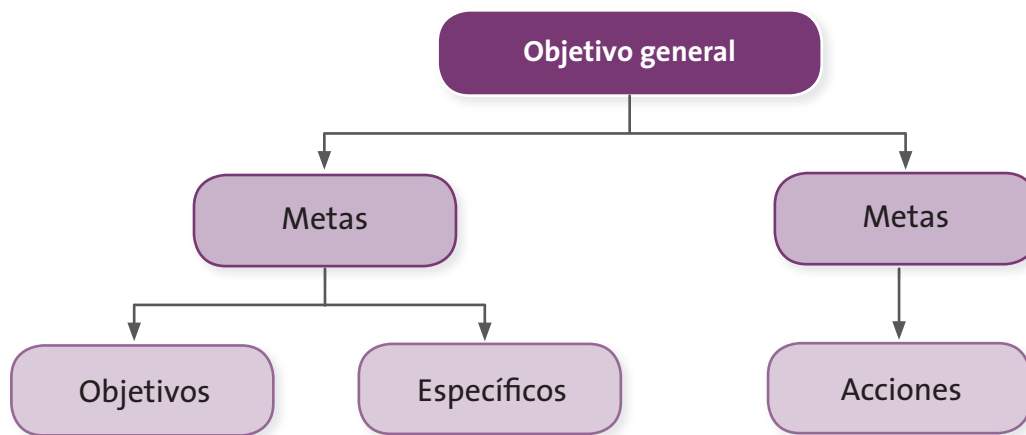 Objetivo general
Metas
Metas
Objetivos
Específicos
Acciones